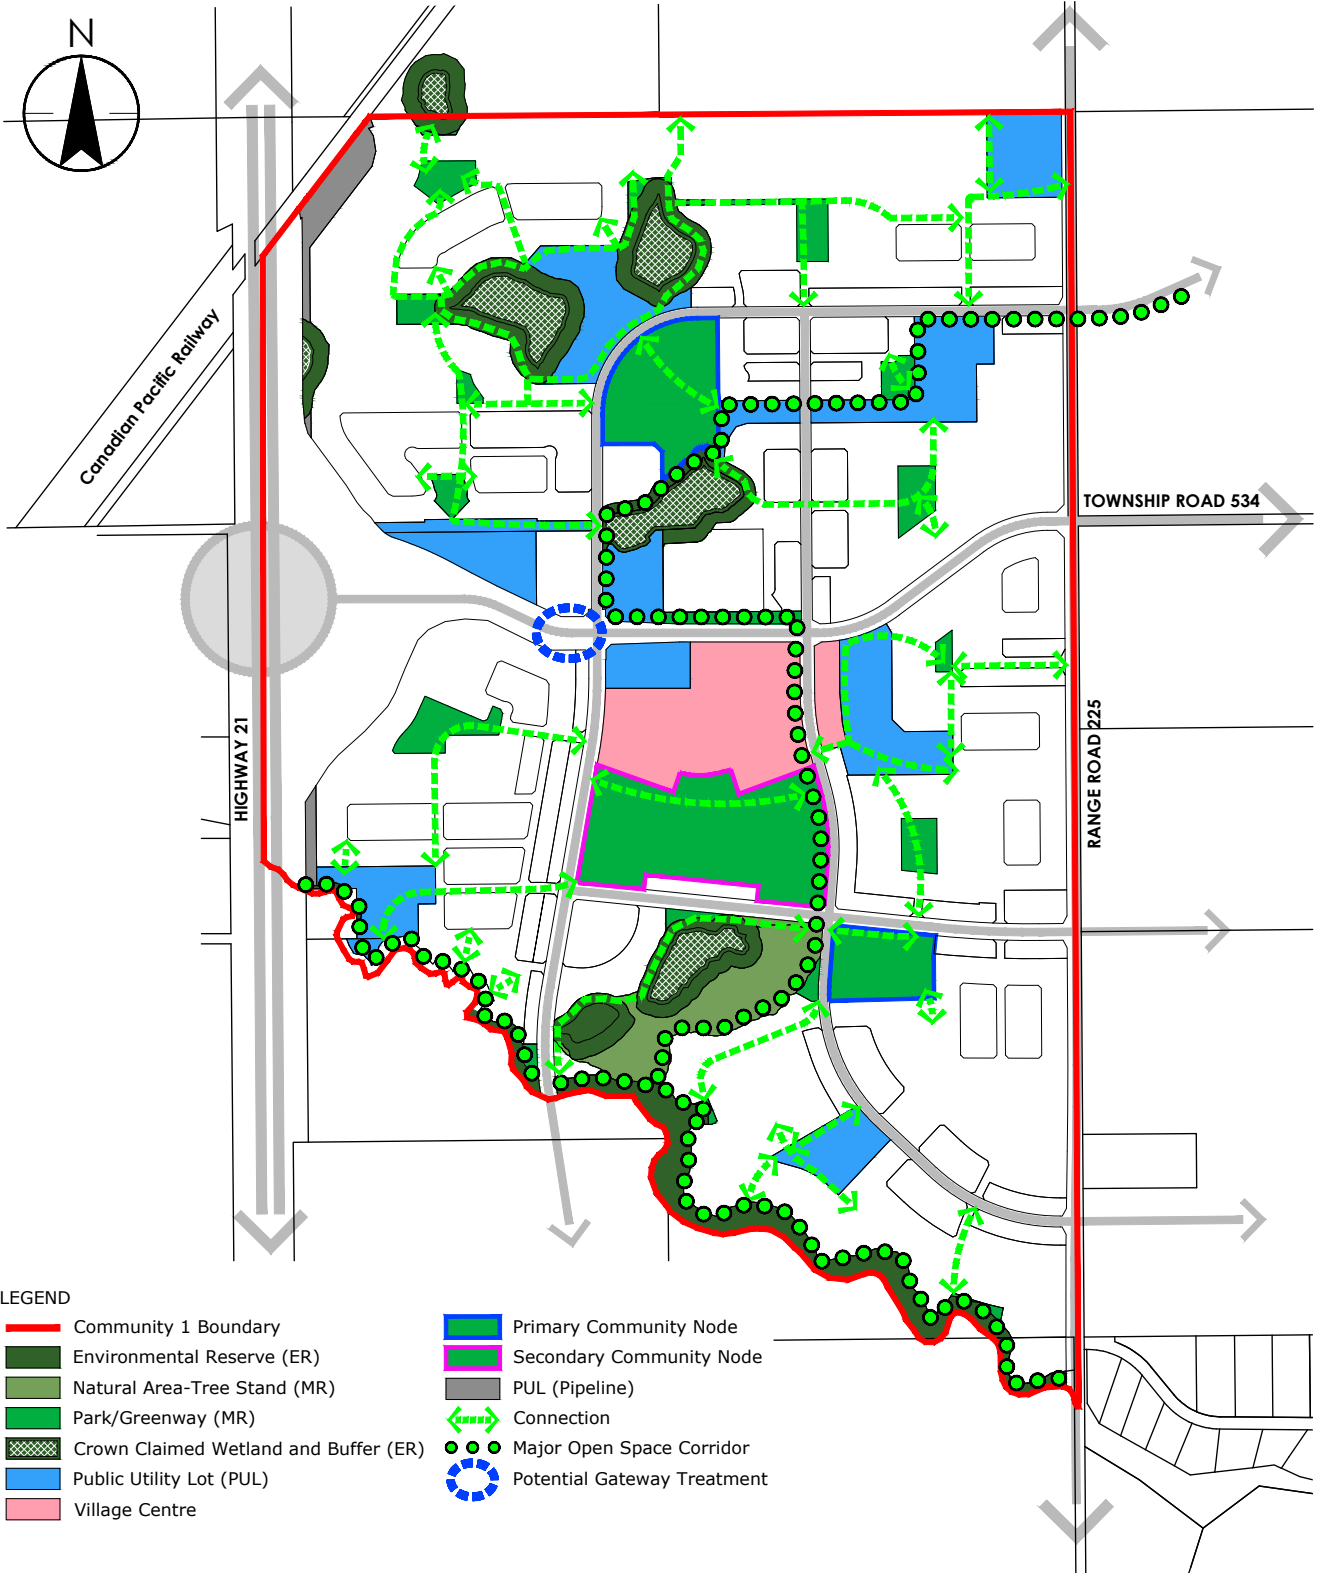 N
Canadian Pacific Railway
TOWNSHIP ROAD 534
HIGHWAY 21
RANGE ROAD 225
LEGEND
Community 1 Boundary
Environmental Reserve (ER)
Natural Area-Tree Stand (MR)
Park/Greenway (MR)
Crown Claimed Wetland and Buffer (ER)
Public Utility Lot (PUL)
Village Centre
Primary Community Node
Secondary Community Node
PUL (Pipeline)
Connection
Major Open Space Corridor
Potential Gateway Treatment